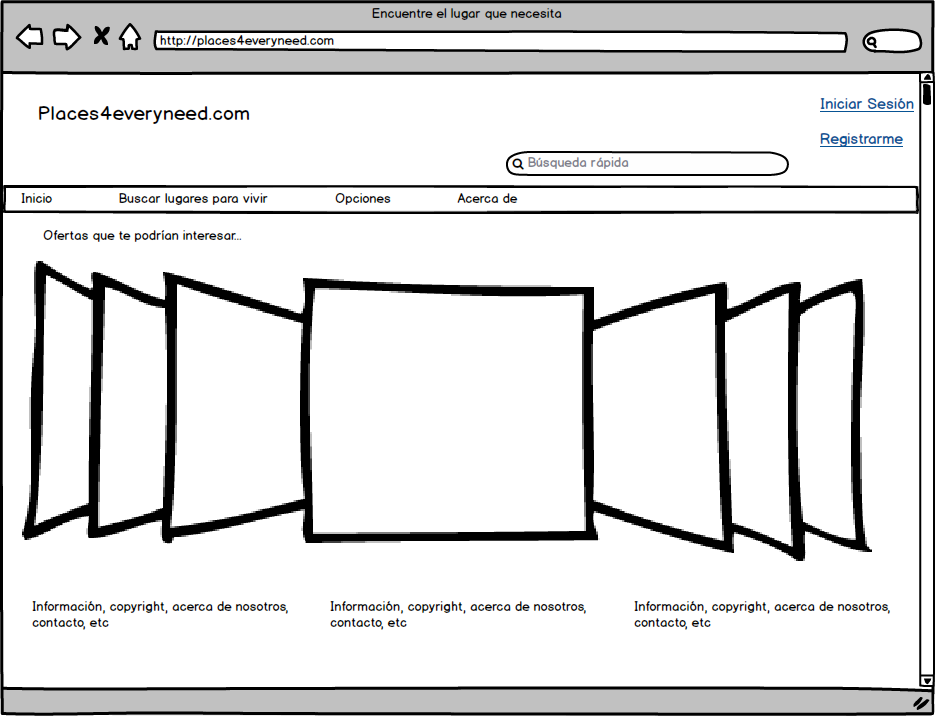 Encuentre el lugar que necesita
http://places4everyneed.com
Places4everyneed.com
Iniciar Sesión
Registrarme
Búsqueda rápida
Inicio Buscar lugares para vivir Opciones Acerca de
Ofertas que te podrían interesar...
Información, copyright, acerca de nosotros,
contacto, etc
Información, copyright, acerca de nosotros,
contacto, etc
Información, copyright, acerca de nosotros,
contacto, etc